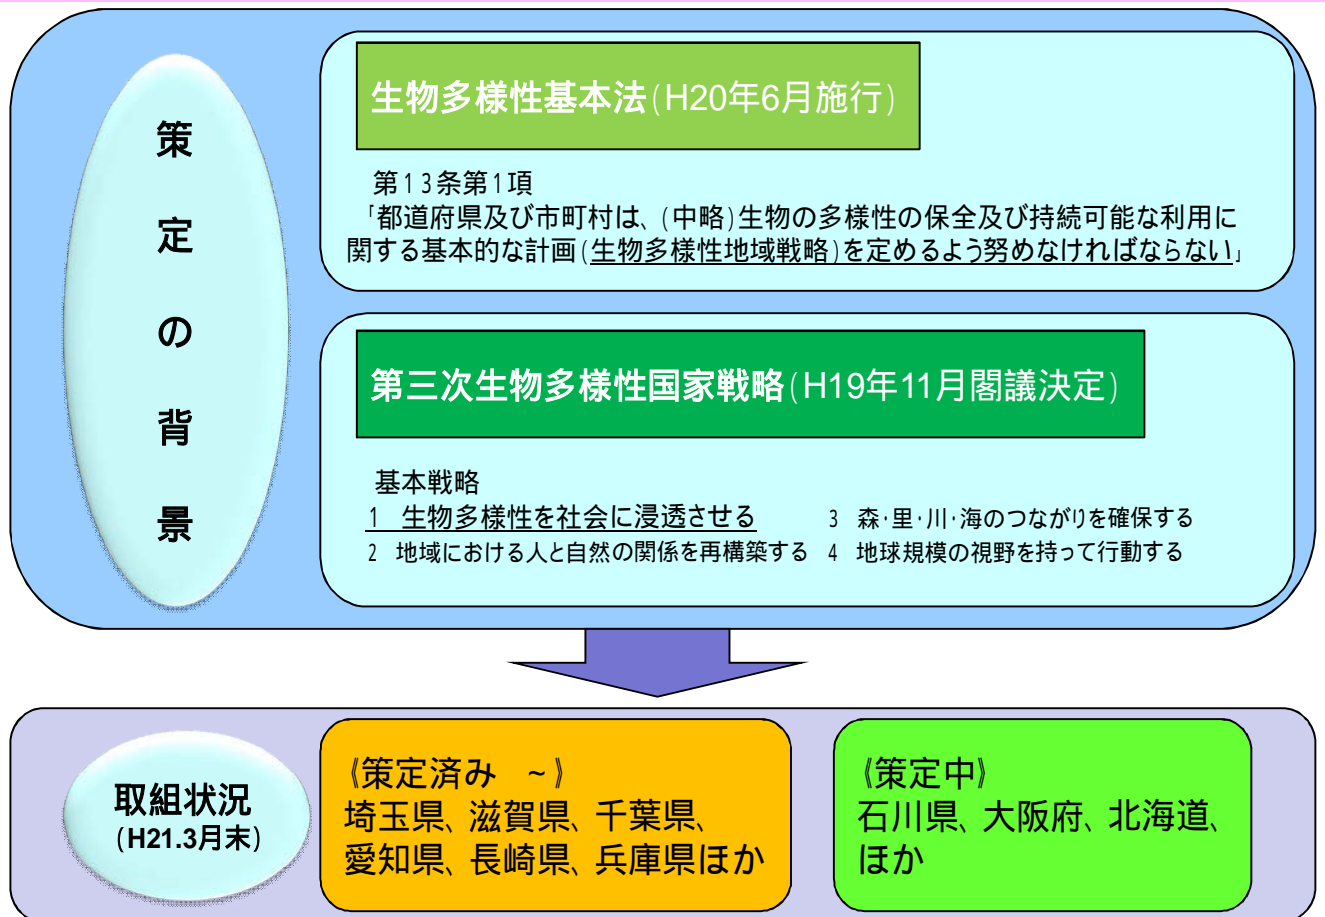 策定の背景
生物多様性基本法(H20年6月施行)
第13条第1項
「都道府県及び市町村は、(中略)生物の多様性の保全及び持続可能な利用に
関する基本的な計画(生物多様性地域戦略)を定めるよう努めなければならない」
第三次生物多様性国家戦略(H19年11月閣議決定)
基本戦略
1 生物多様性を社会に浸透させる
2 地域における人と自然の関係を再構築する
3 森・里・川・海のつながりを確保する
4 地球規模の視野を持って行動する
取組状況
(H21.3月末)
《策定済み ~》
埼玉県、滋賀県、千葉県、
愛知県、長崎県、兵庫県ほか
《策定中》
石川県、大阪府、北海道、
ほか